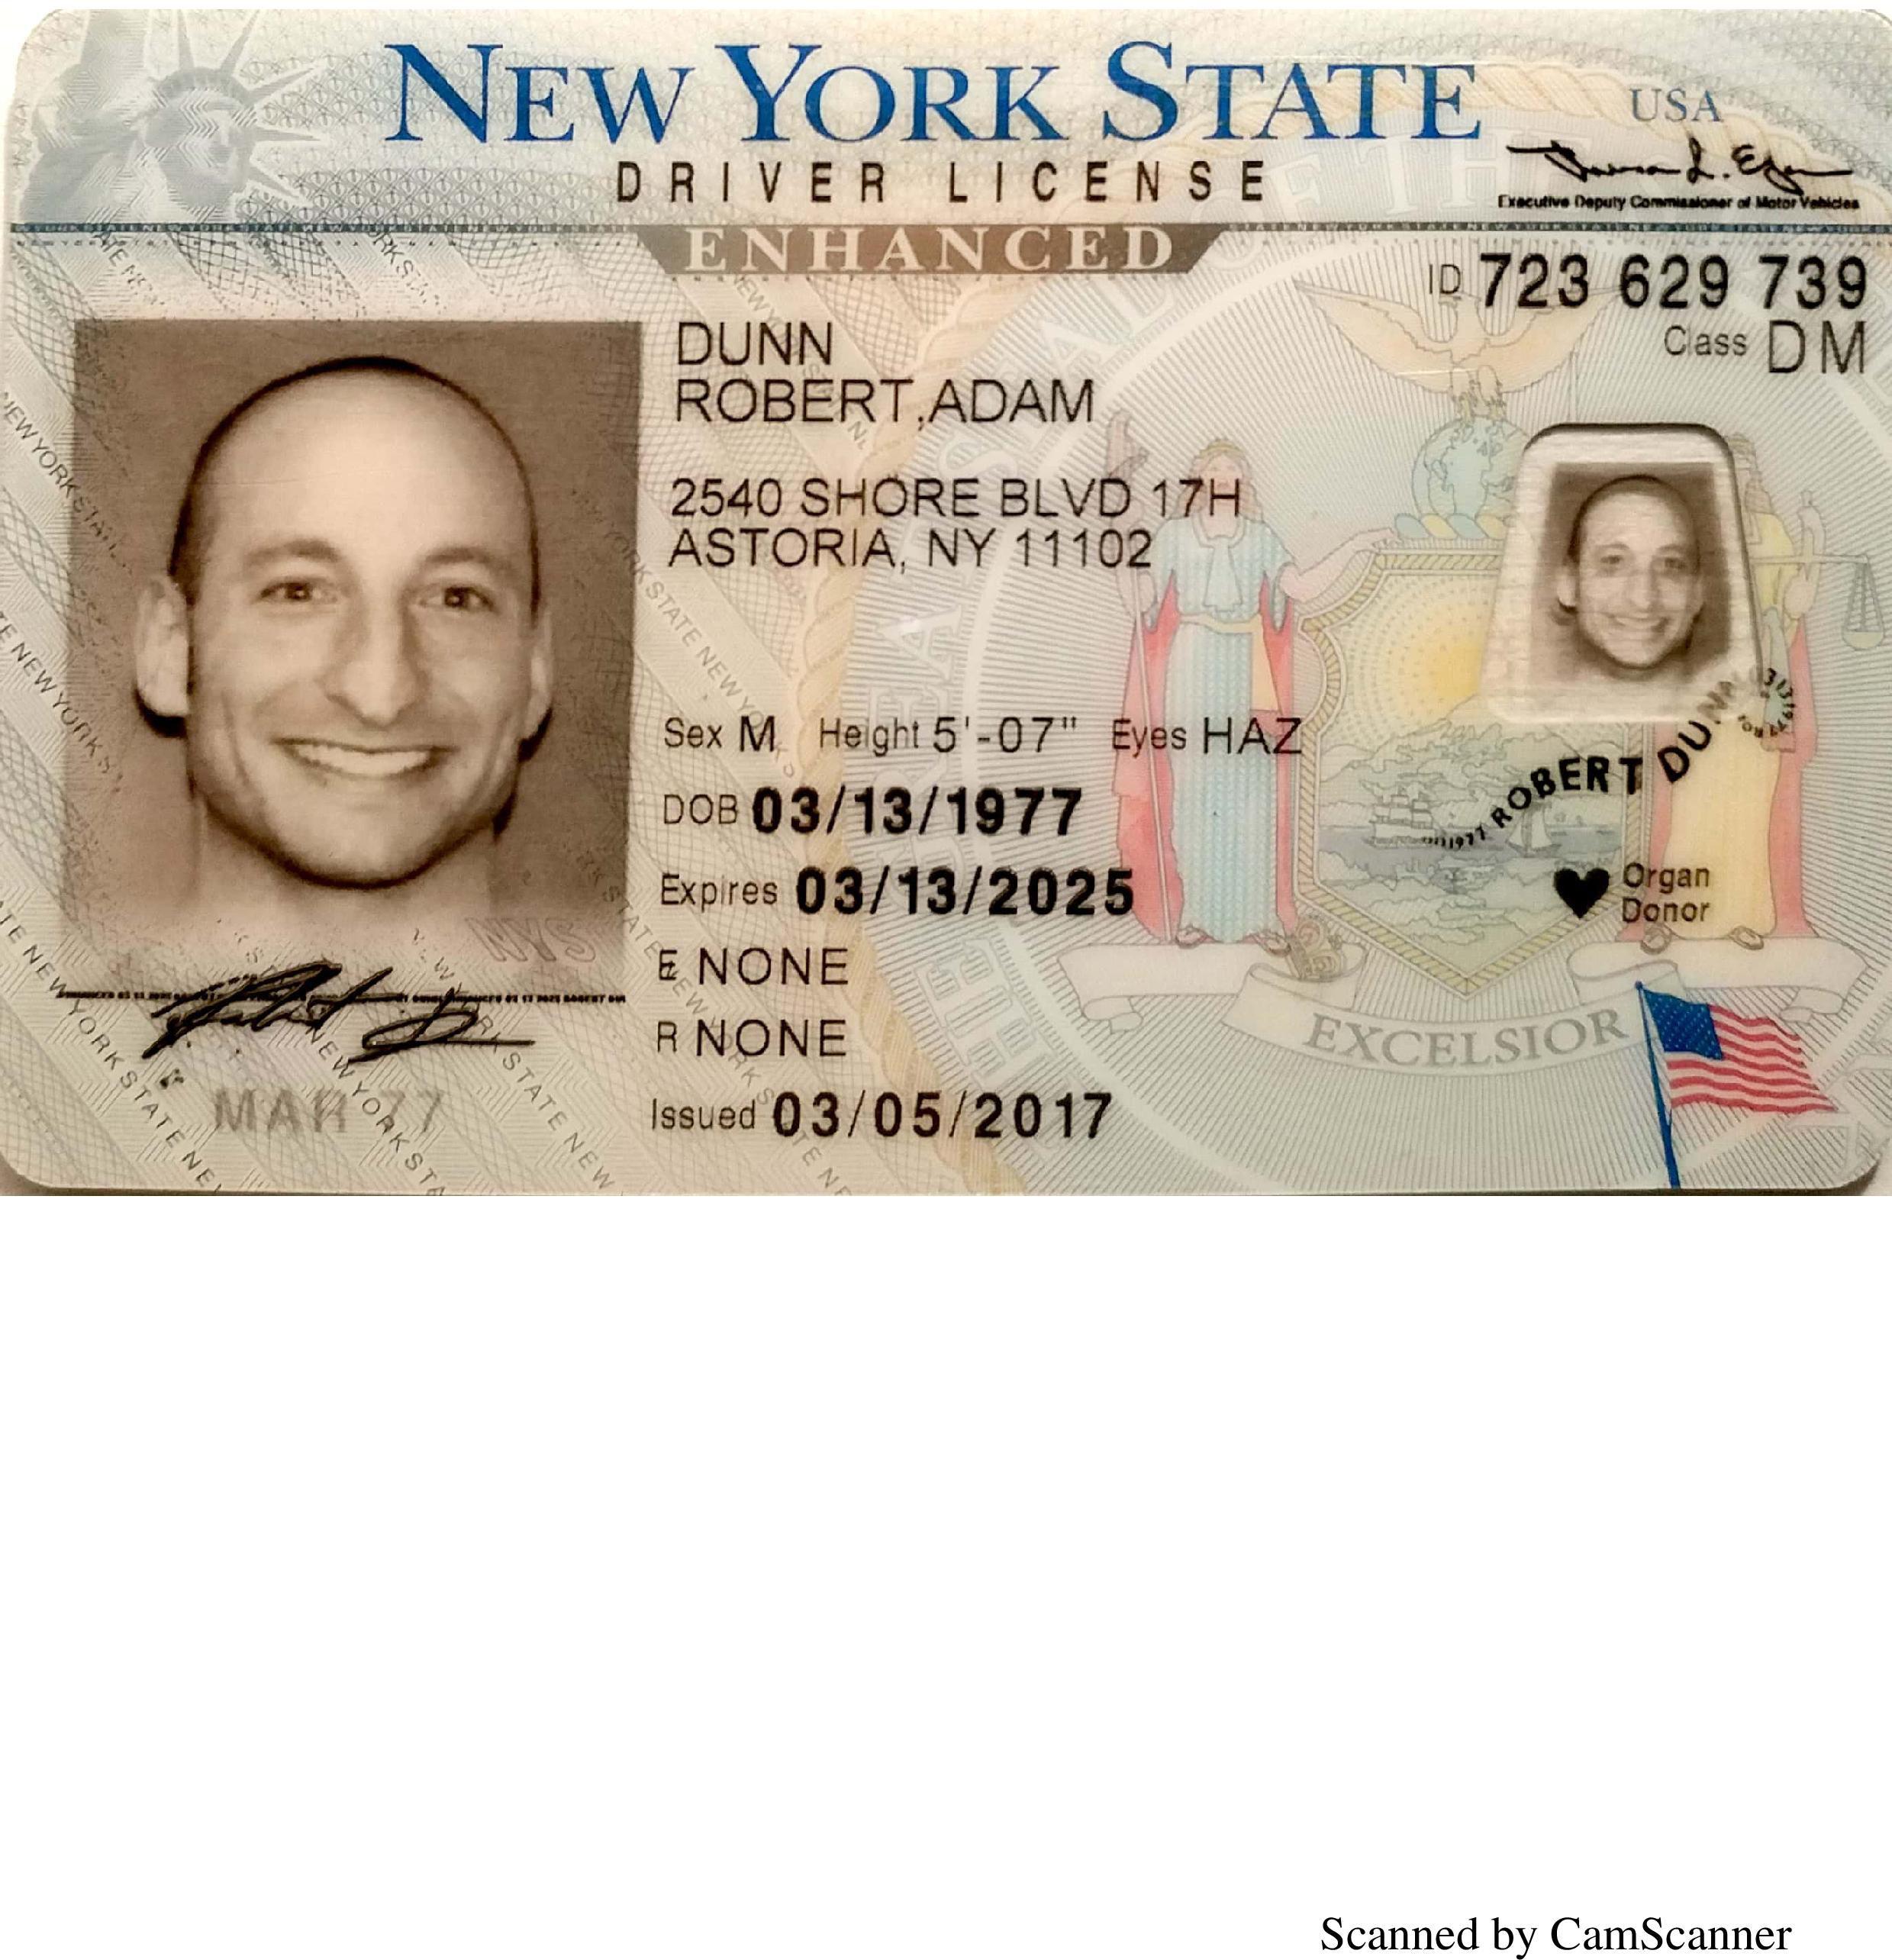 NEW YORK STATE
USA
DRIVER LICENSE
Executive Deputy Commissioner of Motor Vehicles
ENHANCED
ID 723 629 739
Class DM
DUNN
ROBERT,ADAM
2540 SHORE BLVD 17H
ASTORIA, NY 11102
Sex M Height 5'-07" Eyes HAZ
DOB 03/13/1977
ROBERT DUNN
Expires 03/13/2025
Organ
Donor
NYS
E NONE
R NONE
EXCELSIOR
MAR 77
Issued 03/05/2017
Scanned by CamScanner